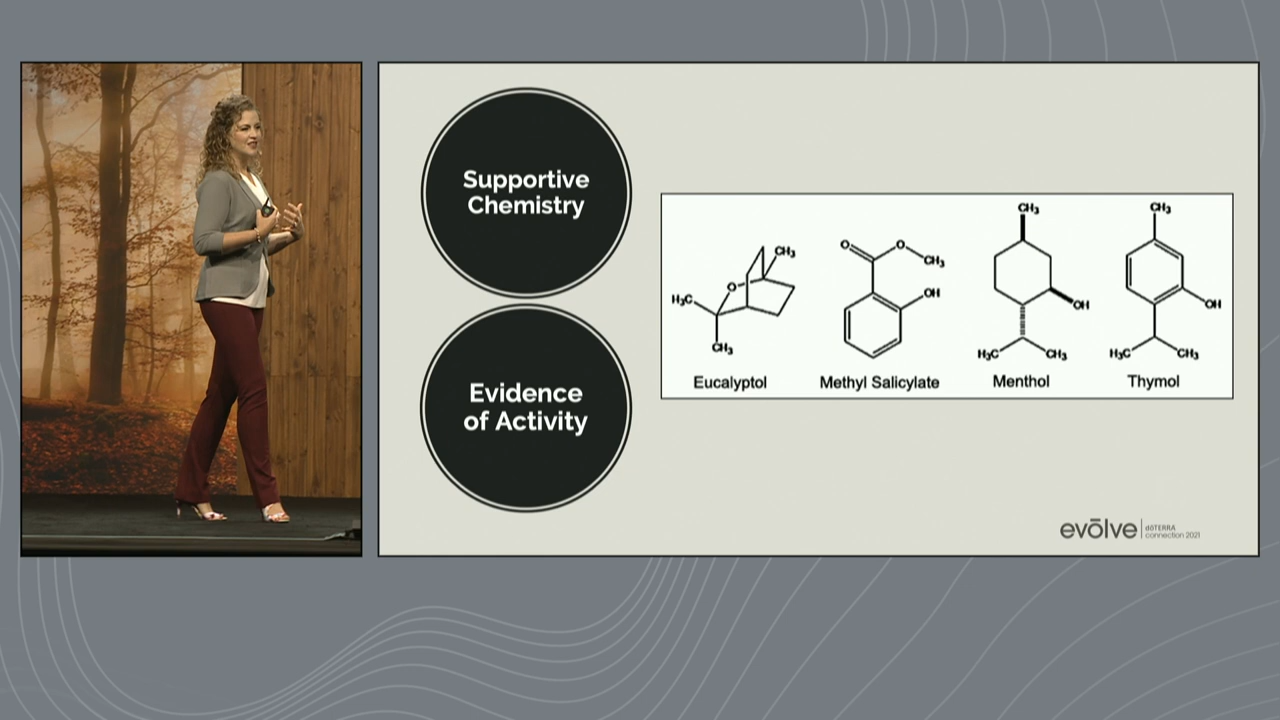 Supportive
Chemistry
Evidence
of Activity
CH₃
O
H₃C
CH₃
Eucalyptol
O
O
CH₃
OH
Methyl Salicylate
CH₃
OH
H₃C
CH₃
Menthol
CH₃
OH
H₃C
CH₃
Thymol
evōlve
dōTERRA
connection 2021